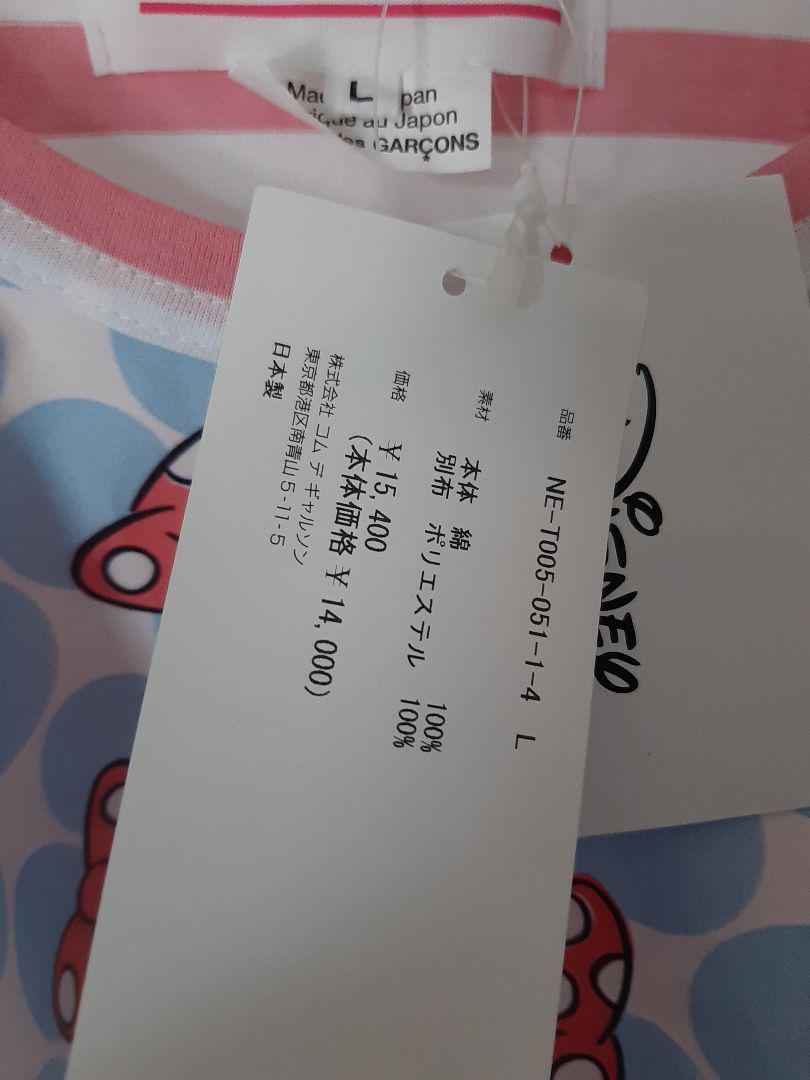 L
Mad pan
ique au Japon
des GARÇONS
品番 NE-T005-051-1-4 L
素材 本体 綿 100%
別布 ポリエステル 100%
価格 ¥15,400
(本体価格 ¥14,000)
株式会社 コム デ ギャルソン
東京都港区南青山5-11-5
日本製
Disney